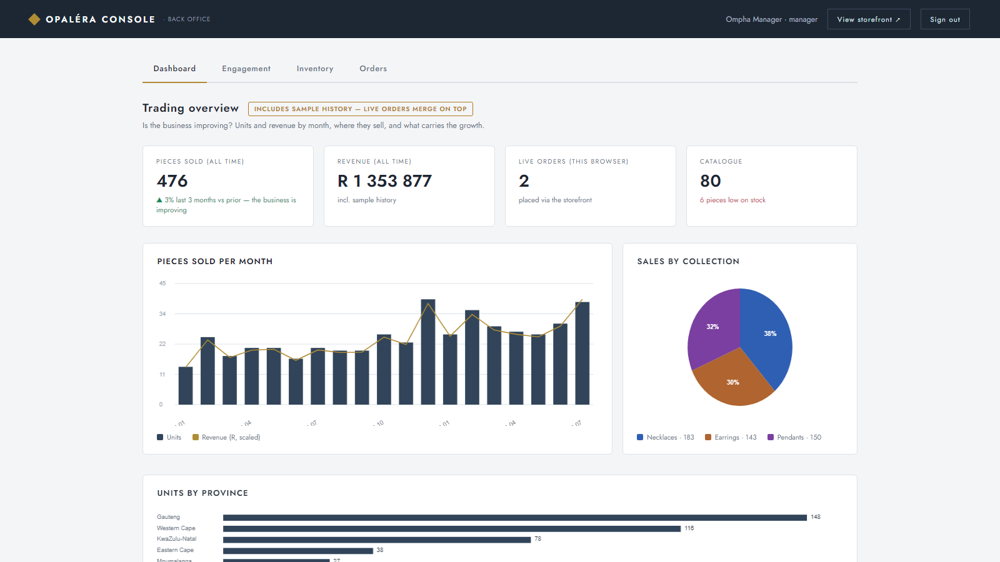 OPALÉRA CONSOLE · BACK OFFICE
Ompha Manager · manager
View storefront ↗
Sign out
Dashboard
Engagement
Inventory
Orders
Trading overview
INCLUDES SAMPLE HISTORY — LIVE ORDERS MERGE ON TOP
Is the business improving? Units and revenue by month, where they sell, and what carries the growth.
PIECES SOLD (ALL TIME)
476
▲ 3% last 3 months vs prior — the business is
improving
REVENUE (ALL TIME)
R 1 353 877
incl. sample history
LIVE ORDERS (THIS BROWSER)
2
placed via the storefront
CATALOGUE
80
6 pieces low on stock
PIECES SOLD PER MONTH
45
34
22
11
0
01
04
07
10
01
04
07
Units
Revenue (R, scaled)
SALES BY COLLECTION
32%
38%
30%
Necklaces · 183
Earrings · 143
Pendants · 150
UNITS BY PROVINCE
Gauteng 148
Western Cape 116
KwaZulu-Natal 78
Eastern Cape 38
Mpumalanga 27